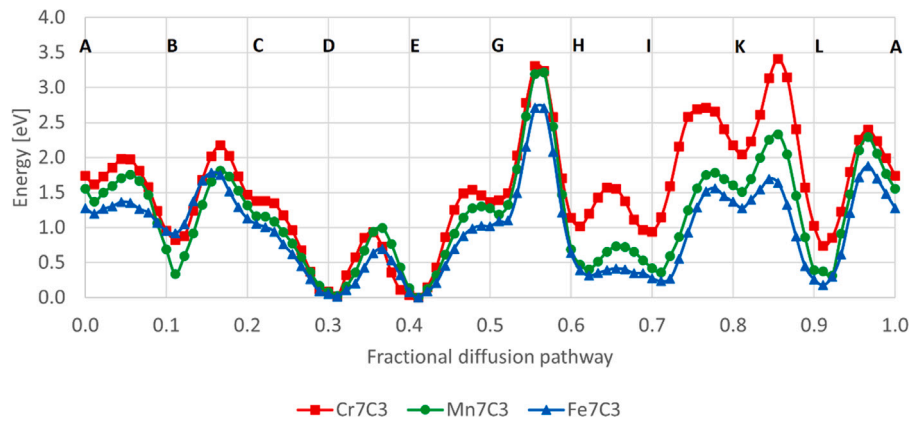 4.0
A B C D E G H I K L A
3.5
3.0
2.5
2.0
1.5
1.0
0.5
0.0
Energy [eV]
0.0 0.1 0.2 0.3 0.4 0.5 0.6 0.7 0.8 0.9 1.0
Fractional diffusion pathway
Cr7C3 Mn7C3 Fe7C3